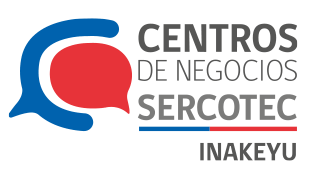 CENTROS
DE NEGOCIOS
SERCOTEC
INAKEYU